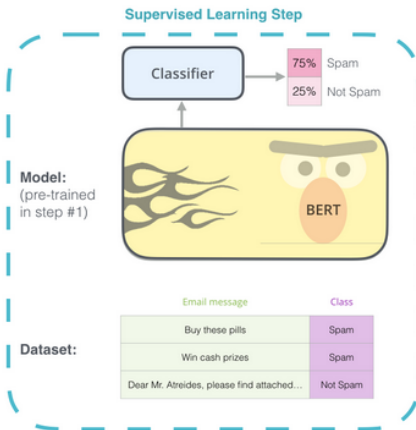 Supervised Learning Step
Classifier
75% Spam
25% Not Spam
Model:
(pre-trained
in step #1)
BERT
Email message Class
Dataset:
Buy these pills Spam
Win cash prizes Spam
Dear Mr. Atreides, please find attached... Not Spam